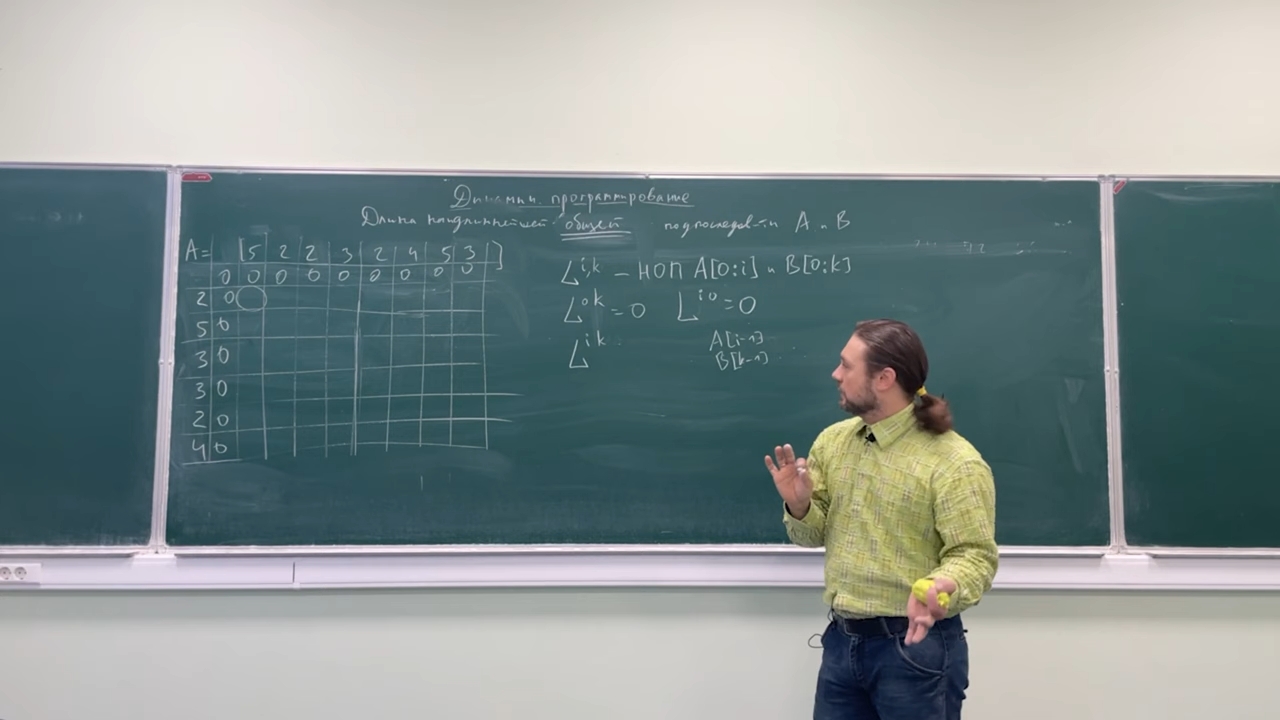 Динамич. программирование
Длина наидлиннейшей общей подпоследов-ти A и B
A= [5 | 2 | 2 | 3 | 2 | 4 | 5 | 3 ]
0 0 0 0 0 0 0 0 0
2 0
5 0
3 0
3 0
2 0
4 0
L^{i,k} – НОП A[0:i] и B[0:k]
L^{0k} = 0 L^{i0} = 0
L^{ik}
A[i-1]
B[k-1]